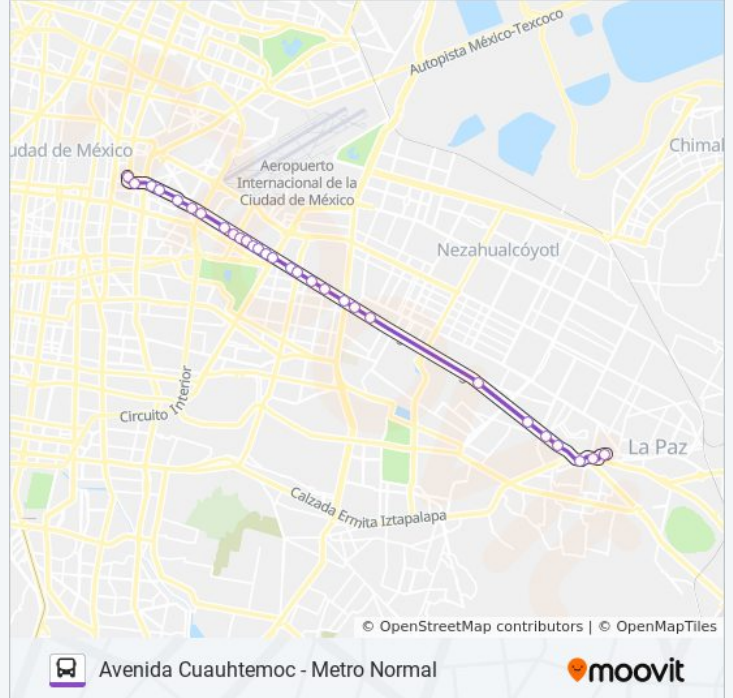 Autopista México-Texcoco
udad de México
Chimal
Aeropuerto
Internacional de la
Ciudad de México
Nezahualcóyotl
Circuito Interior
La Paz
Calzada Ermita Iztapalapa
© OpenStreetMap contributors | © OpenMapTiles
Avenida Cuauhtemoc - Metro Normal
moovit